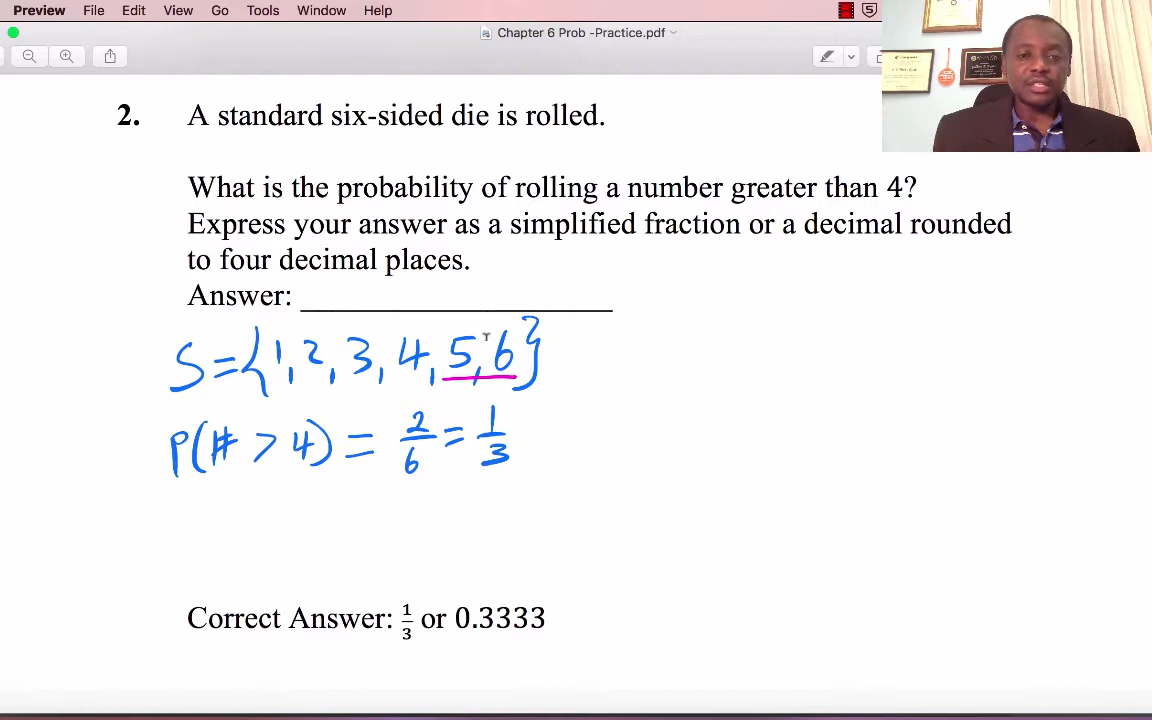 Preview File Edit View Go Tools Window Help 5
Chapter 6 Prob -Practice.pdf
2. A standard six-sided die is rolled.
What is the probability of rolling a number greater than 4?
Express your answer as a simplified fraction or a decimal rounded
to four decimal places.
Answer: ____________________
S={1,2,3,4,5,6}
P(# > 4) = 2/6 = 1/3
Correct Answer: 1/3 or 0.3333